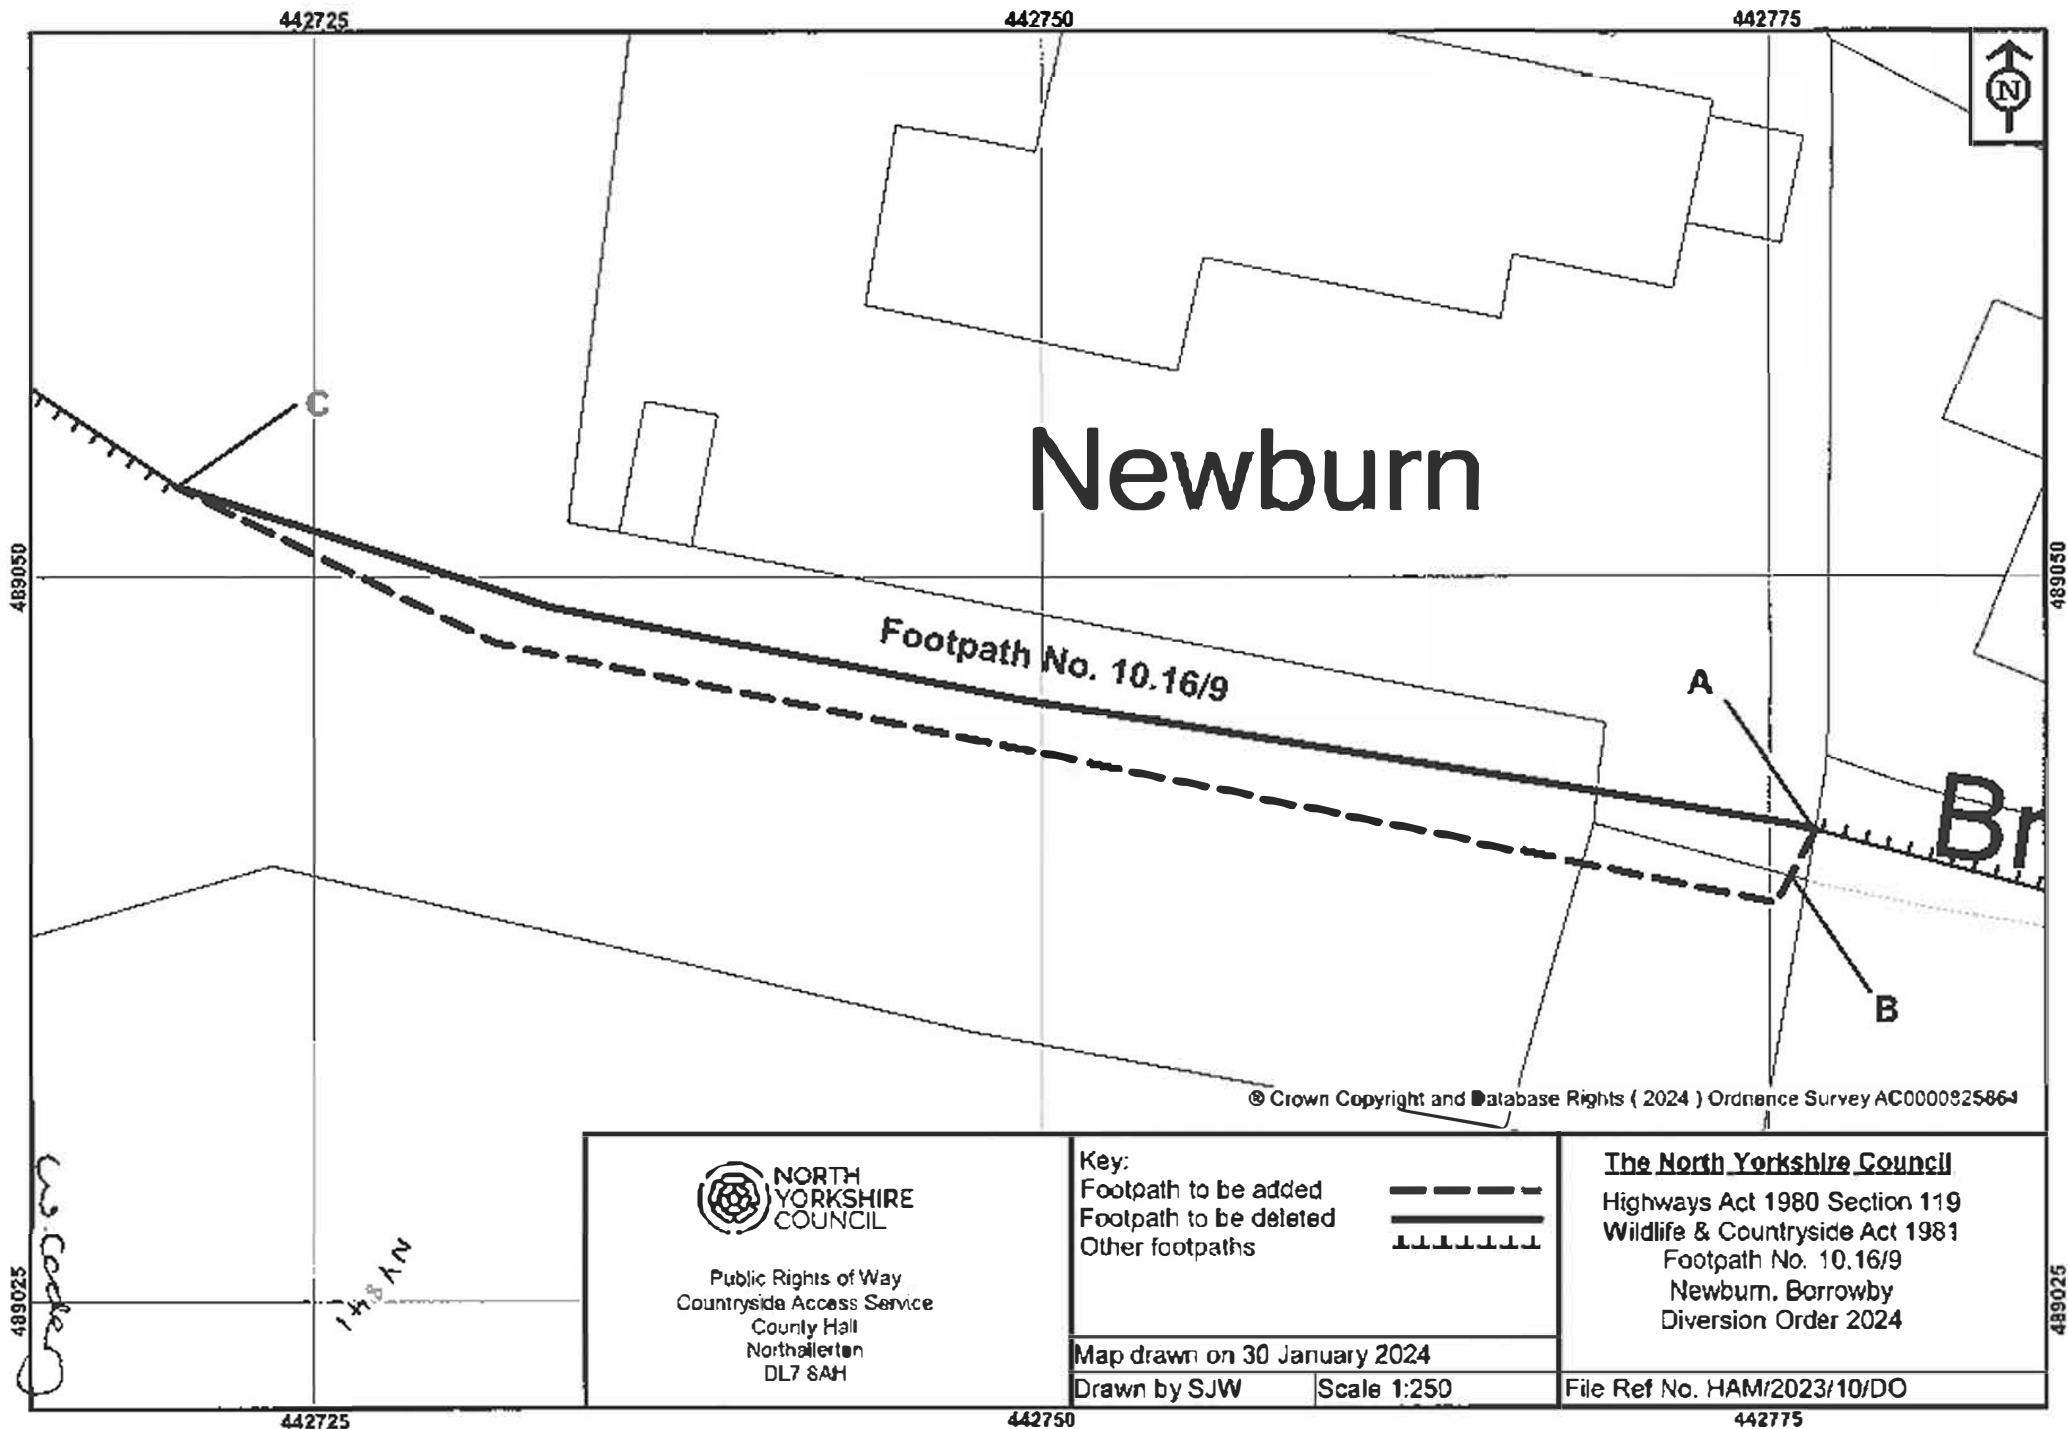 442725
442750
442775
N
C
Newburn
489050
489050
Footpath No. 10.16/9
A
Br
B
® Crown Copyright and Database Rights ( 2024 ) Ordnance Survey AC0000825864
NORTH
YORKSHIRE
COUNCIL
Public Rights of Way
Countryside Access Service
County Hall
Northallerton
DL7 8AH
Key:
Footpath to be added
Footpath to be deleted
Other footpaths
Map drawn on 30 January 2024
Drawn by SJW
Scale 1:250
The North Yorkshire Council
Highways Act 1980 Section 119
Wildlife & Countryside Act 1981
Footpath No. 10.16/9
Newburn, Borrowby
Diversion Order 2024
File Ref No. HAM/2023/10/DO
489025
489025
442725
442750
442775